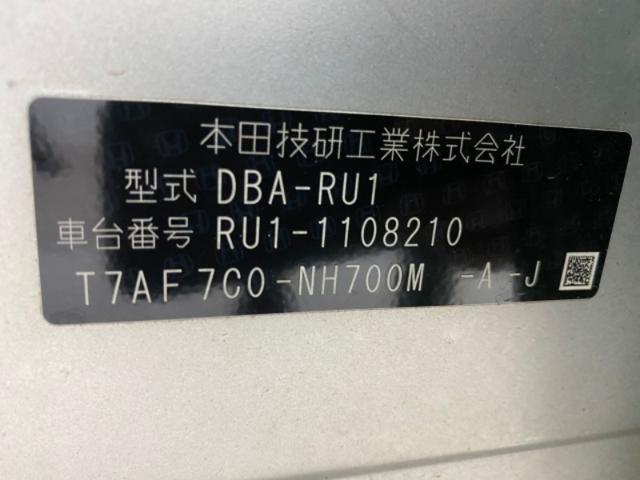 本田技研工業株式会社
型式 DBA-RU1
車台番号 RU1-1108210
T7AF7C0-NH700M -A-J